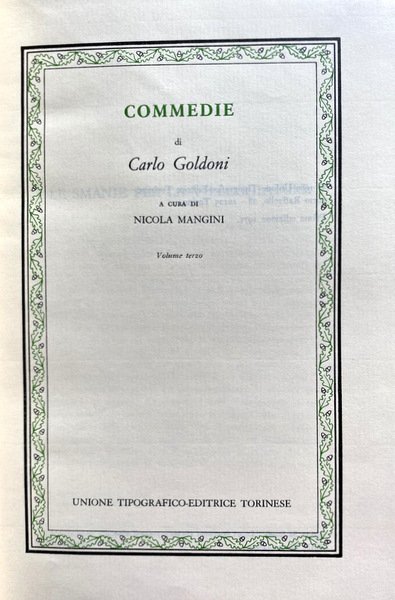 COMMEDIE
di
Carlo Goldoni
A CURA DI
NICOLA MANGINI
Volume terzo
UNIONE TIPOGRAFICO-EDITRICE TORINESE